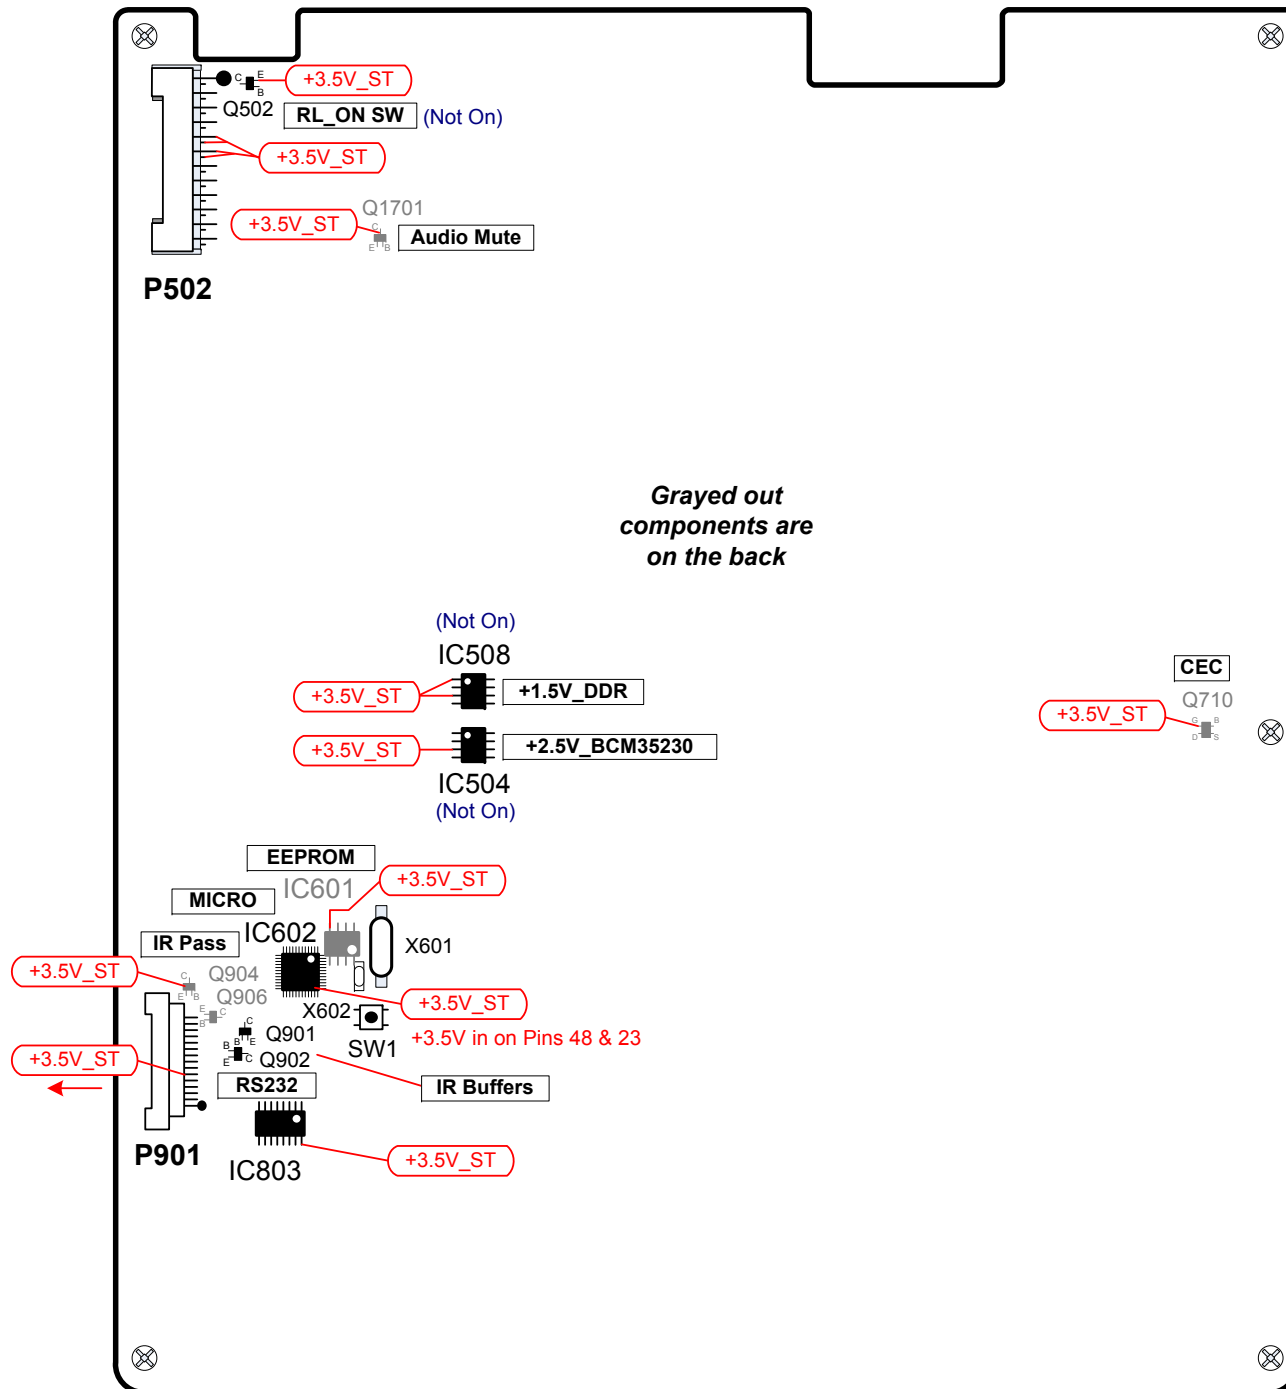 C E
B
+3.5V_ST
Q502
RL_ON SW (Not On)
+3.5V_ST
Q1701
+3.5V_ST
C
E B
Audio Mute
P502
Grayed out
components are
on the back
(Not On)
IC508
+3.5V_ST
+1.5V_DDR
+3.5V_ST
+2.5V_BCM35230
IC504
(Not On)
CEC
Q710
+3.5V_ST
G B
D S
EEPROM
IC601
+3.5V_ST
MICRO
IC602
X601
IR Pass
+3.5V_ST
C
E B
Q904
Q906
E
C
B
X602
+3.5V_ST
SW1
+3.5V in on Pins 48 & 23
C
B E
Q901
B
E C
Q902
+3.5V_ST
IR Buffers
RS232
P901
IC803
+3.5V_ST